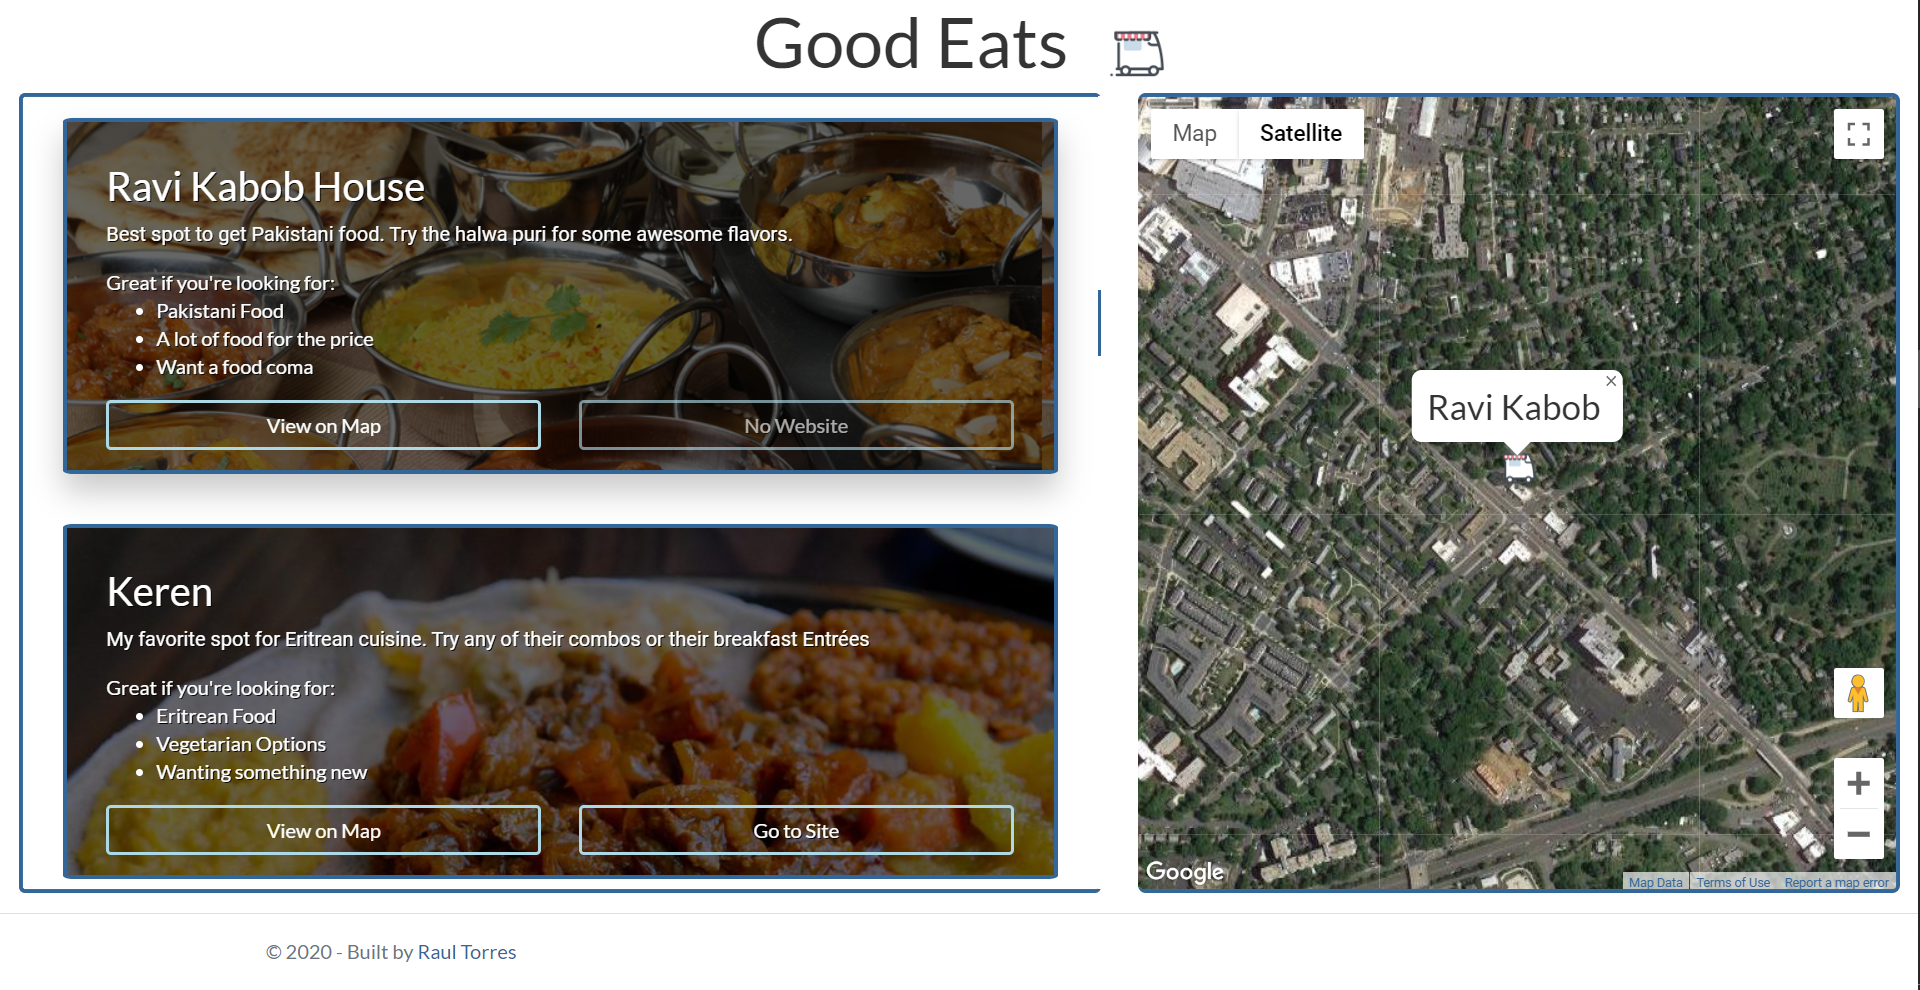 Good Eats
Ravi Kabob House
Best spot to get Pakistani food. Try the halwa puri for some awesome flavors.
Great if you're looking for:
Pakistani Food
A lot of food for the price
Want a food coma
View on Map
No Website
Keren
My favorite spot for Eritrean cuisine. Try any of their combos or their breakfast Entrées
Great if you're looking for:
Eritrean Food
Vegetarian Options
Wanting something new
View on Map
Go to Site
Map
Satellite
Ravi Kabob
Google
Map Data
Terms of Use
Report a map error
© 2020 - Built by Raul Torres